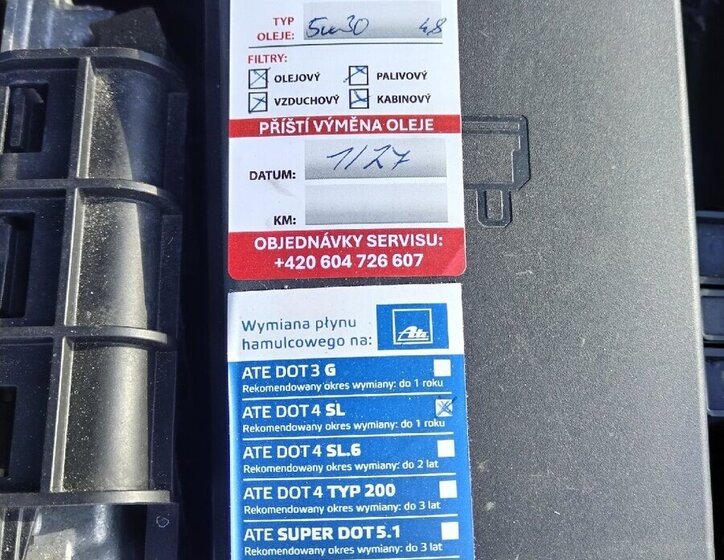 TYP
OLEJE: 5w30 4,8
FILTRY:
OLEJOVÝ PALIVOVÝ
VZDUCHOVÝ KABINOVÝ
PŘÍŠTÍ VÝMĚNA OLEJE
DATUM: 1/27
KM:
OBJEDNÁVKY SERVISU:
+420 604 726 607
Wymiana płynu
hamulcowego na: Ate
ATE DOT 3 G
Rekomendowany okres wymiany: do 1 roku
ATE DOT 4 SL
Rekomendowany okres wymiany: do 1 roku
ATE DOT 4 SL.6
Rekomendowany okres wymiany: do 2 lat
ATE DOT 4 TYP 200
Rekomendowany okres wymiany: do 3 lat
ATE SUPER DOT 5.1
Rekomendowany okres wymiany: do 3 lat